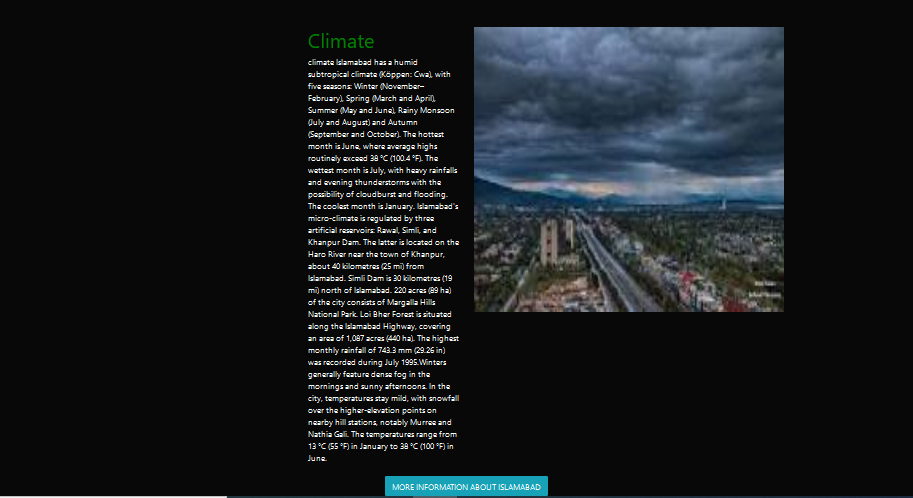 Climate
climate Islamabad has a humid
subtropical climate (Köppen: Cwa), with
five seasons: Winter (November–
February), Spring (March and April),
Summer (May and June), Rainy Monsoon
(July and August) and Autumn
(September and October). The hottest
month is June, where average highs
routinely exceed 38 °C (100.4 °F). The
wettest month is July, with heavy rainfalls
and evening thunderstorms with the
possibility of cloudburst and flooding.
The coolest month is January. Islamabad's
micro-climate is regulated by three
artificial reservoirs: Rawal, Simli, and
Khanpur Dam. The latter is located on the
Haro River near the town of Khanpur,
about 40 kilometres (25 mi) from
Islamabad. Simli Dam is 30 kilometres (19
mi) north of Islamabad. 220 acres (89 ha)
of the city consists of Margalla Hills
National Park. Loi Bher Forest is situated
along the Islamabad Highway, covering
an area of 1,087 acres (440 ha). The highest
monthly rainfall of 743.3 mm (29.26 in)
was recorded during July 1995.Winters
generally feature dense fog in the
mornings and sunny afternoons. In the
city, temperatures stay mild, with snowfall
over the higher-elevation points on
nearby hill stations, notably Murree and
Nathia Gali. The temperatures range from
13 °C (55 °F) in January to 38 °C (100 °F) in
June.
MORE INFORMATION ABOUT ISLAMABAD